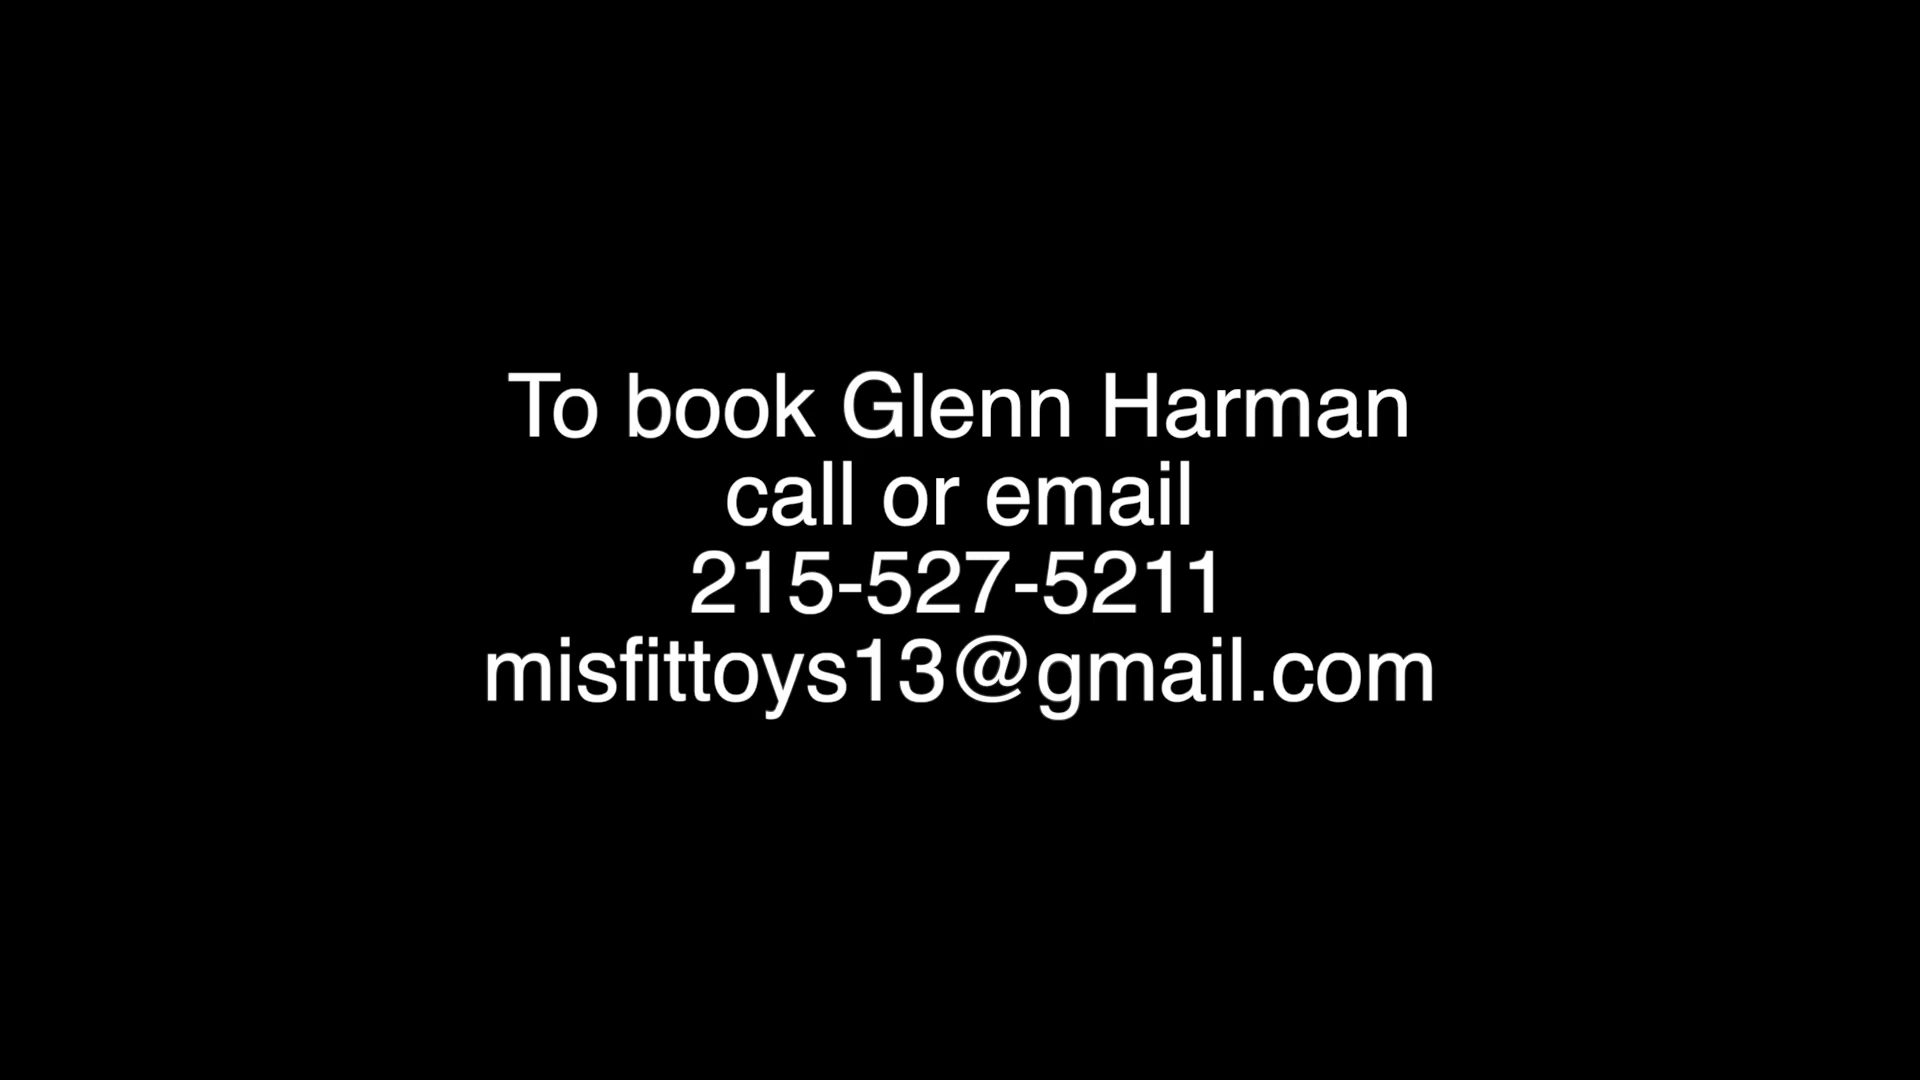 To book Glenn Harman
call or email
215-527-5211
misfittoys13@gmail.com